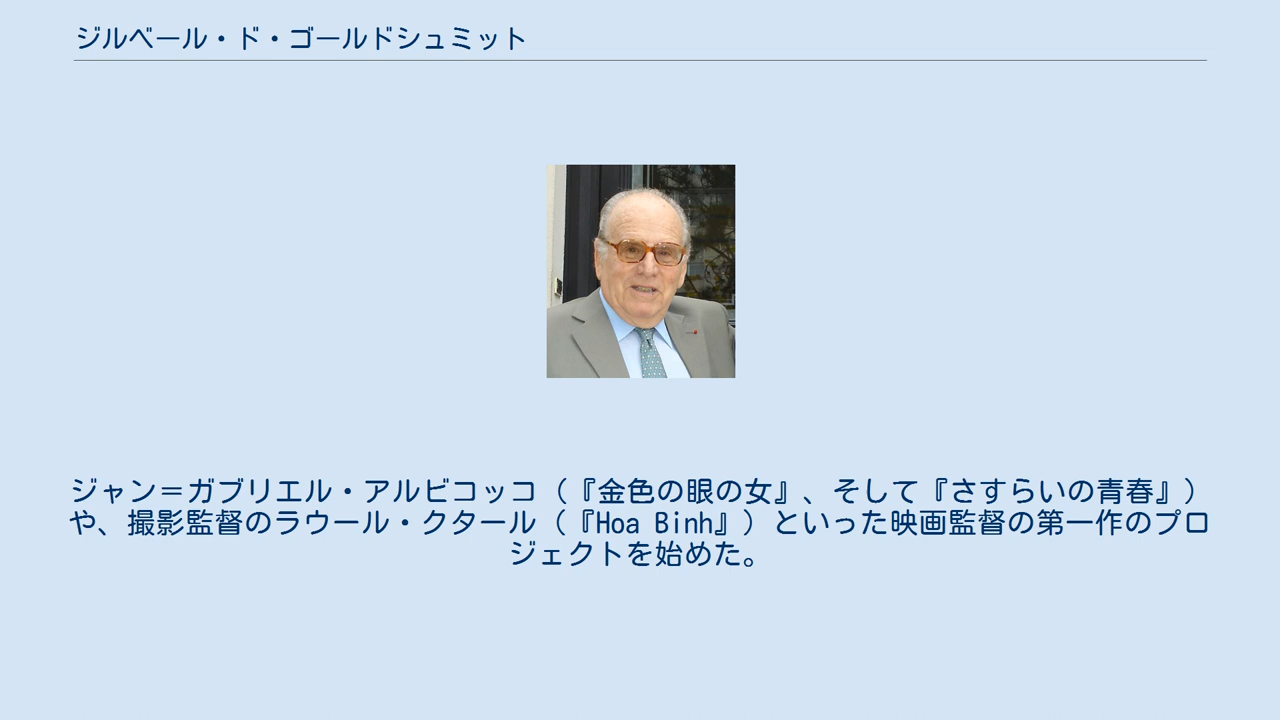 ジルベール・ド・ゴールドシュミット
ジャン＝ガブリエル・アルビコッコ（『金色の眼の女』、そして『さすらいの青春』）
や、撮影監督のラウール・クタール（『Hoa Binh』）といった映画監督の第一作のプロ
ジェクトを始めた。